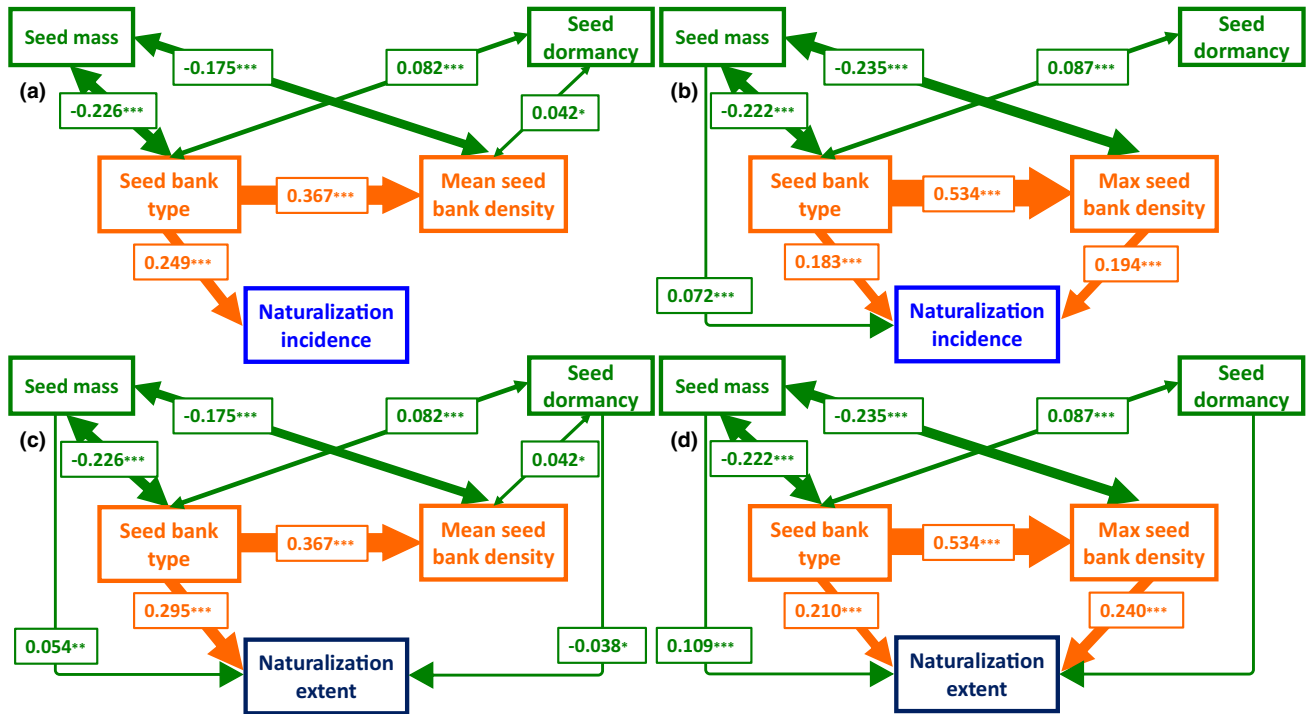 Seed mass
Seed
dormancy
-0.175***
0.082***
(a)
-0.226***
0.042*
Seed bank
type
0.367***
Mean seed
bank density
0.249***
Naturalization
incidence
Seed mass
Seed
dormancy
-0.235***
0.087***
(b)
-0.222***
Seed bank
type
0.534***
Max seed
bank density
0.183***
0.194***
0.072***
Naturalization
incidence
Seed mass
Seed
dormancy
-0.175***
0.082***
(c)
-0.226***
0.042*
Seed bank
type
0.367***
Mean seed
bank density
0.295***
0.054**
-0.038*
Naturalization
extent
Seed mass
Seed
dormancy
-0.235***
0.087***
(d)
-0.222***
Seed bank
type
0.534***
Max seed
bank density
0.210***
0.240***
0.109***
Naturalization
extent